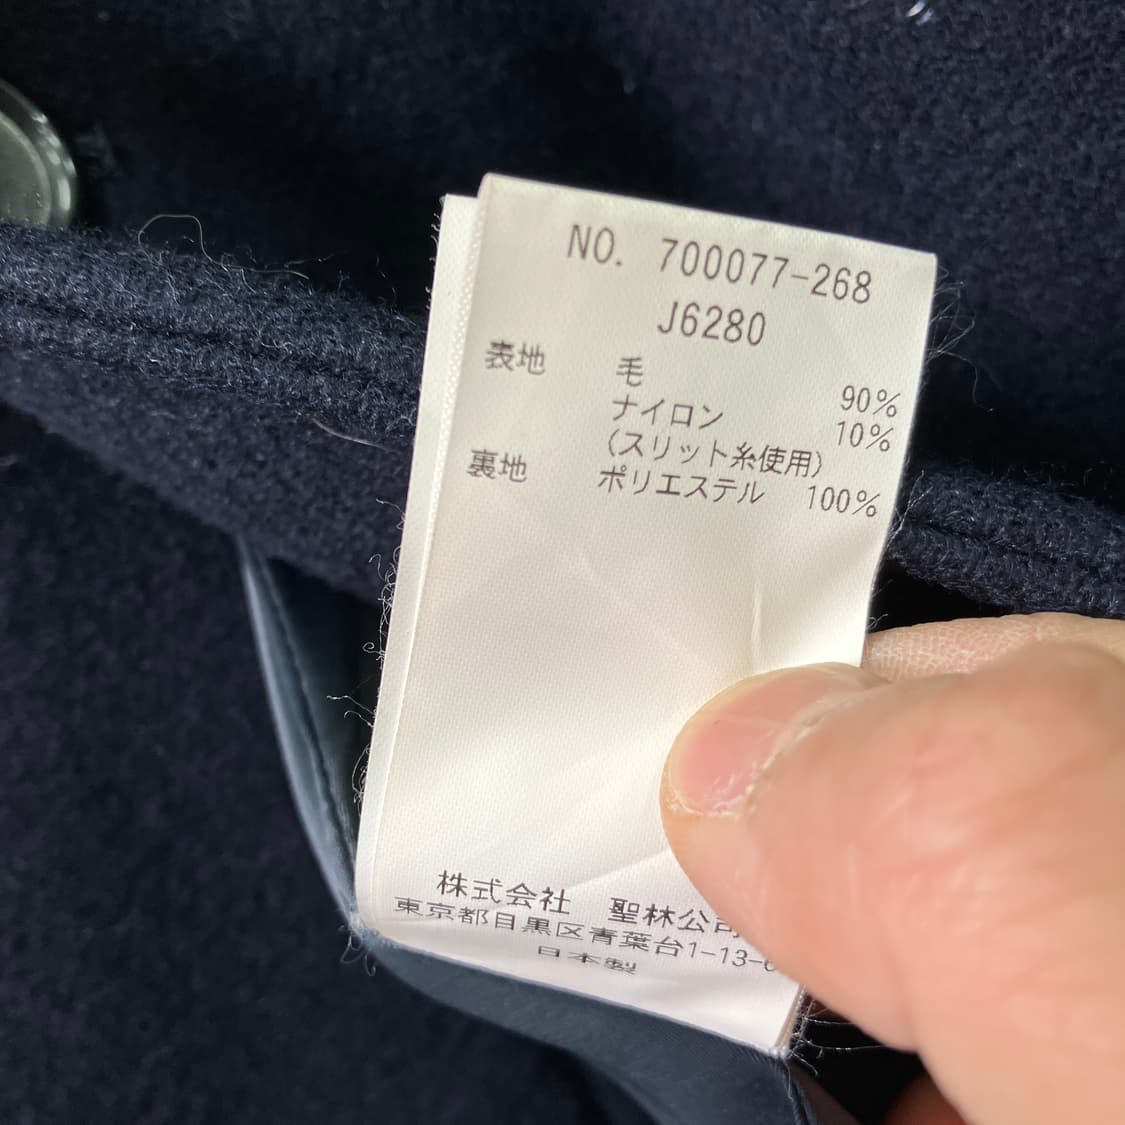 NO. 700077-268
J6280
表地 毛 90%
ナイロン 10%
(スリット糸使用)
裏地 ポリエステル 100%
株式会社 聖林公司
東京都目黒区青葉台1-13-6
日本製